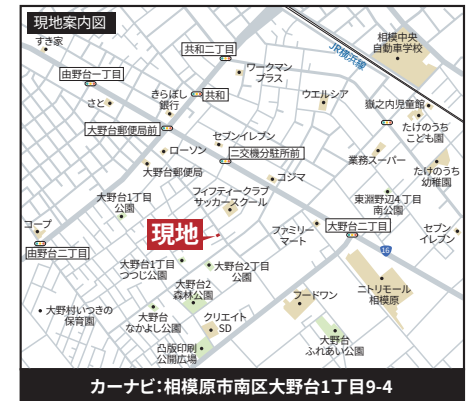 現地案内図
すき家
共和二丁目
相模中央
自動車学校
JR横浜線
ワークマン
プラス
由野台一丁目
さと
きらぼし
銀行
共和
ウエルシア
嶽之内児童館
たけのうち
こども園
大野台郵便局前
セブンイレブン
ローソン
二交機分駐所前
業務スーパー
大野台郵便局
コジマ
たけのうち
幼稚園
フィフティークラブ
サッカースクール
大野台1丁目
公園
東淵野辺4丁目
南公園
コープ
現地
ファミリー
マート
大野台二丁目
セブン
イレブン
由野台二丁目
16
大野台1丁目
つつじ公園
大野台2丁目
公園
大野台2
森林公園
ニトリモール
相模原
フードワン
大野村いつきの
保育園
大野台
なかよし公園
クリエイト
SD
凸版印刷
公開広場
大野台
ふれあい公園
カーナビ:相模原市南区大野台1丁目9-4